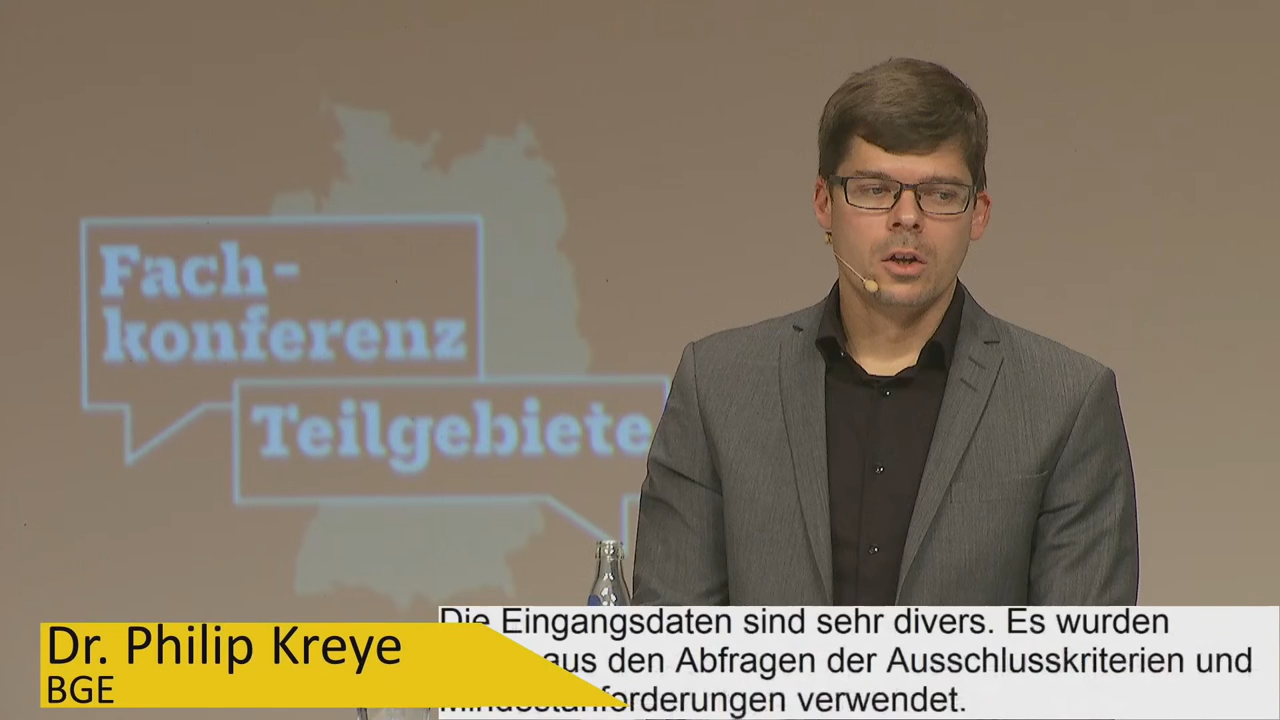 Fach-
konferenz
Teilgebiete
Dr. Philip Kreye
BGE
Die Eingangsdaten sind sehr divers. Es wurden
aus den Abfragen der Ausschlusskriterien und
Mindestanforderungen verwendet.